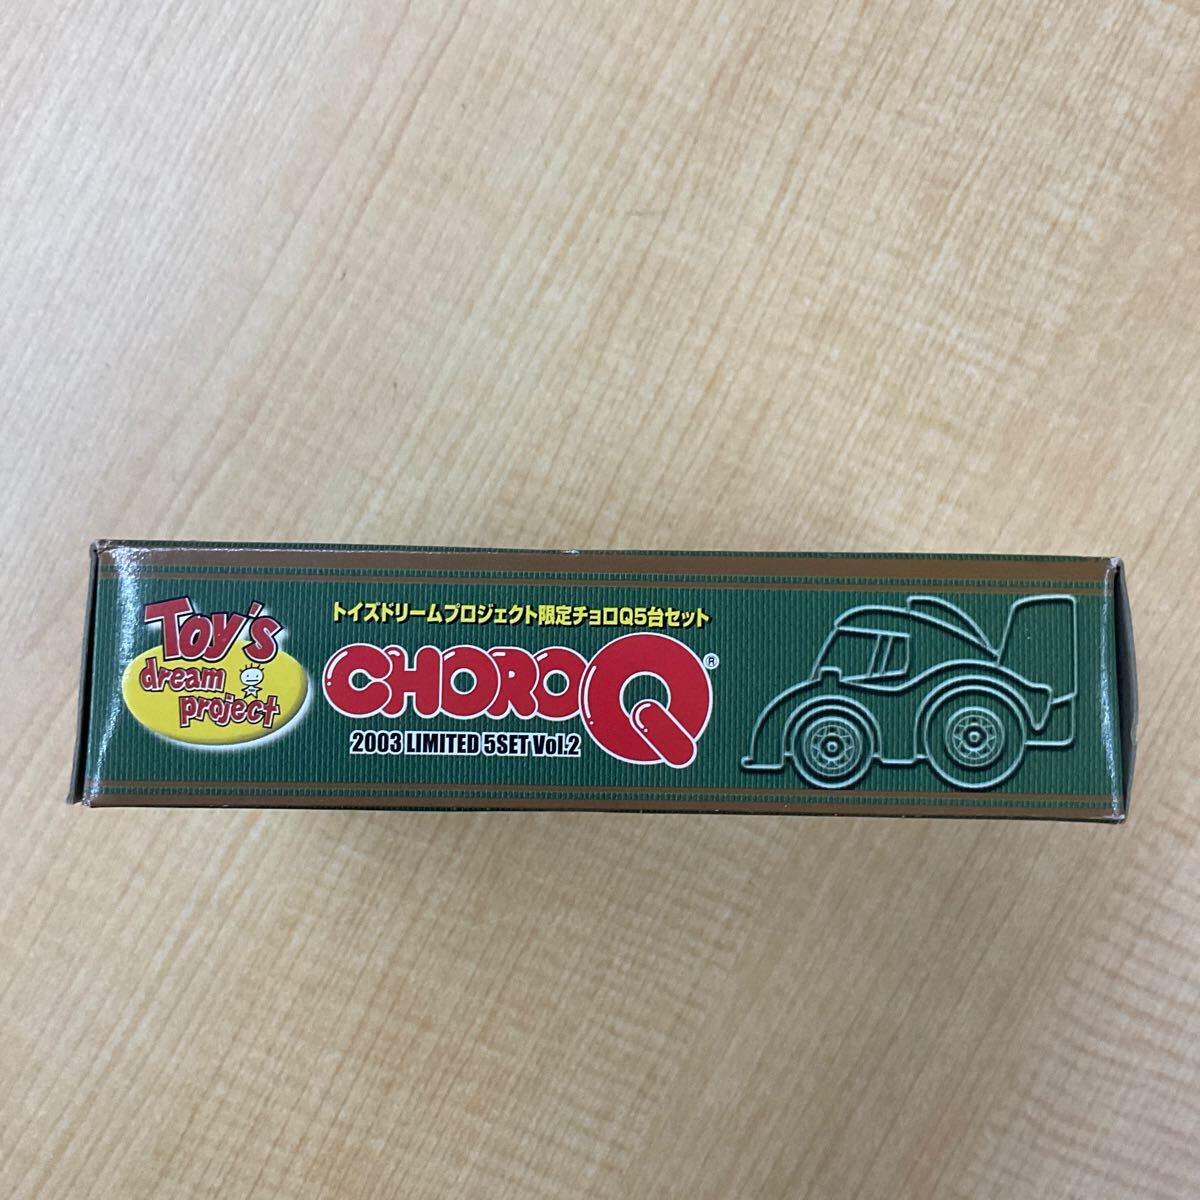 Toy's
dream
project
トイズドリームプロジェクト限定チョロQ5台セット
CHOROQ®
2003 LIMITED 5SET Vol.2